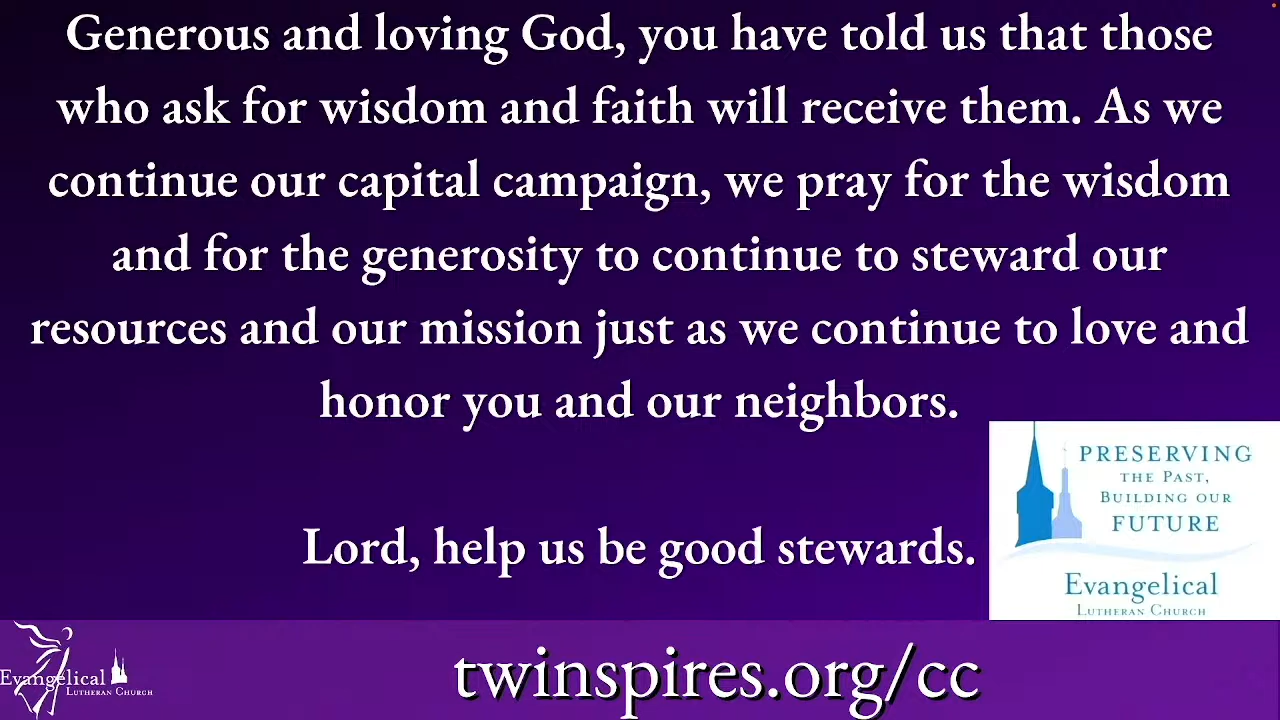 Generous and loving God, you have told us that those
who ask for wisdom and faith will receive them. As we
continue our capital campaign, we pray for the wisdom
and for the generosity to continue to steward our
resources and our mission just as we continue to love and
honor you and our neighbors.
Lord, help us be good stewards.
PRESERVING
THE PAST,
BUILDING OUR
FUTURE
Evangelical
LUTHERAN CHURCH
Evangelical
LUTHERAN CHURCH
twinspires.org/cc